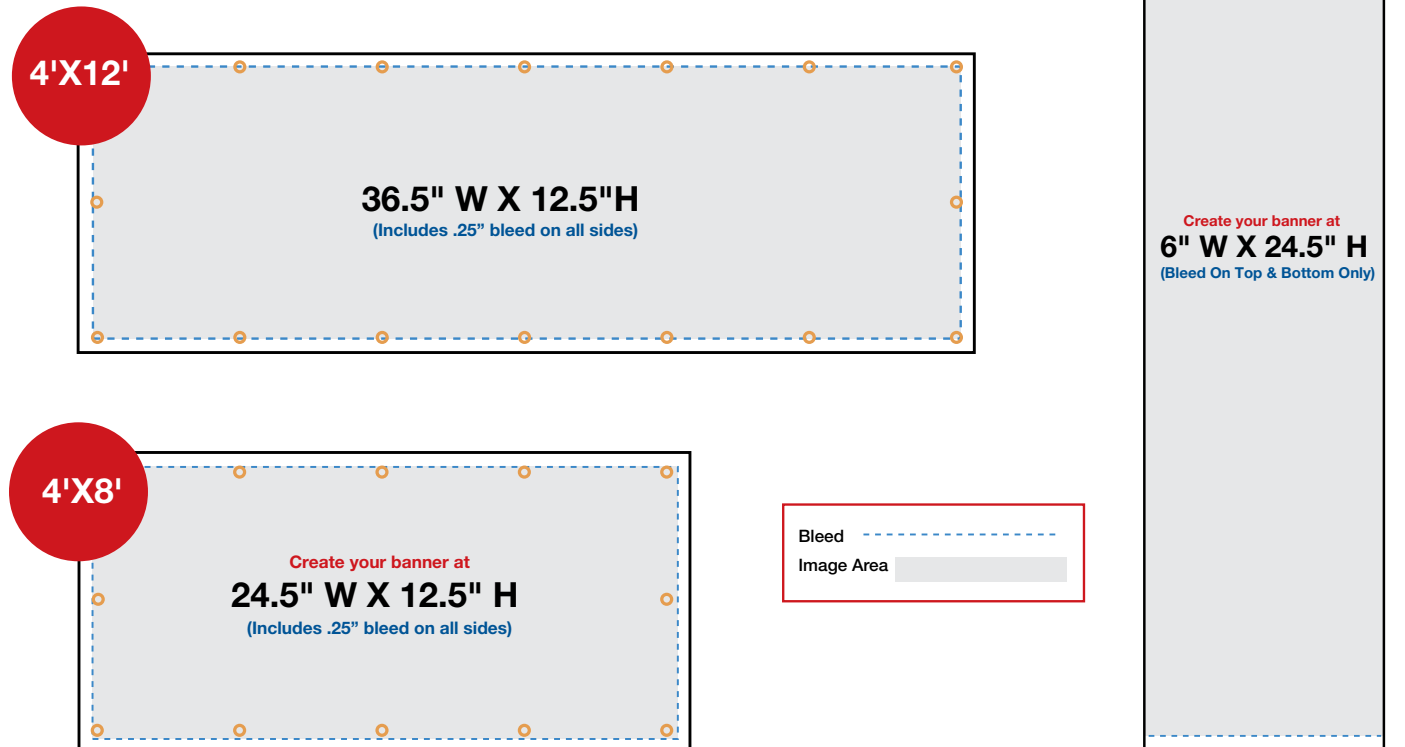 4'X12'
36.5" W X 12.5"H
(Includes .25” bleed on all sides)
Create your banner at
6" W X 24.5" H
(Bleed On Top & Bottom Only)
4'X8'
Create your banner at
24.5" W X 12.5" H
(Includes .25” bleed on all sides)
Bleed
Image Area